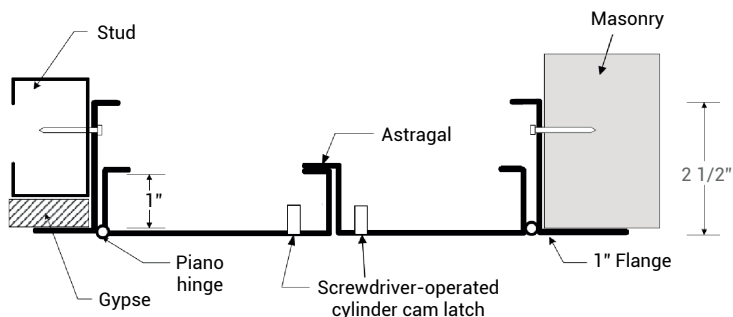 Masonry
Stud
Astragal
2 1/2"
1"
Piano
hinge
1" Flange
Gypse
Screwdriver-operated
cylinder cam latch